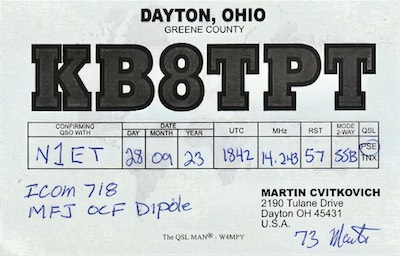 DAYTON, OHIO
GREENE COUNTY
KB8TPT
CONFIRMING QSO WITH DATE DAY MONTH YEAR UTC MHz RST MODE 2-WAY QSL
N1ET 28 09 23 1842 14.243 57 SSB PSE TNX
ICOM 718
MFJ OCF Dipole
MARTIN CVITKOVICH
2190 Tulane Drive
Dayton OH 45431
U.S.A.
73 Martin
The QSL MAN® - W4MPY